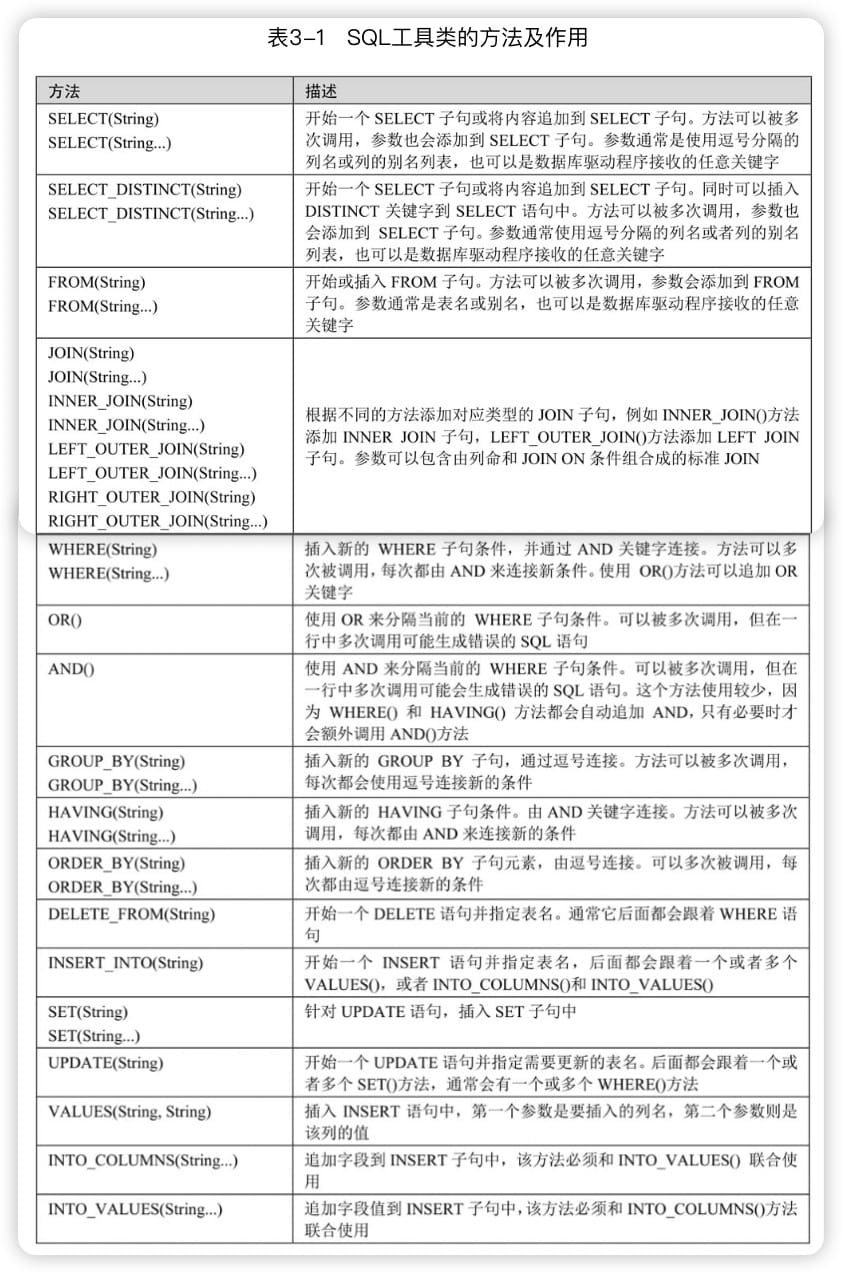 表3-1 SQL工具类的方法及作用
方法 描述
SELECT(String)
SELECT(String...)
开始一个 SELECT 子句或将内容追加到 SELECT 子句。方法可以被多
次调用，参数也会添加到 SELECT 子句。参数通常是使用逗号分隔的
列名或列的别名列表，也可以是数据库驱动程序接收的任意关键字
SELECT_DISTINCT(String)
SELECT_DISTINCT(String...)
开始一个 SELECT 子句或将内容追加到 SELECT 子句。同时可以插入
DISTINCT 关键字到 SELECT 语句中。方法可以被多次调用，参数也
会添加到 SELECT 子句。参数通常使用逗号分隔的列名或者列的别名
列表，也可以是数据库驱动程序接收的任意关键字
FROM(String)
FROM(String...)
开始或插入 FROM 子句。方法可以被多次调用，参数会添加到 FROM
子句。参数通常是表名或别名，也可以是数据库驱动程序接收的任意
关键字
JOIN(String)
JOIN(String...)
INNER_JOIN(String)
INNER_JOIN(String...)
LEFT_OUTER_JOIN(String)
LEFT_OUTER_JOIN(String...)
RIGHT_OUTER_JOIN(String)
RIGHT_OUTER_JOIN(String...)
根据不同的方法添加对应类型的 JOIN 子句，例如 INNER_JOIN()方法
添加 INNER JOIN 子句，LEFT_OUTER_JOIN()方法添加 LEFT JOIN
子句。参数可以包含由列命和 JOIN ON 条件组合成的标准 JOIN
WHERE(String)
WHERE(String...)
插入新的 WHERE 子句条件，并通过 AND 关键字连接。方法可以多
次被调用，每次都由 AND 来连接新条件。使用 OR()方法可以追加 OR
关键字
OR()
使用 OR 来分隔当前的 WHERE 子句条件。可以被多次调用，但在一
行中多次调用可能生成错误的 SQL 语句
AND()
使用 AND 来分隔当前的 WHERE 子句条件。可以被多次调用，但在
一行中多次调用可能会生成错误的 SQL 语句。这个方法使用较少，因
为 WHERE() 和 HAVING() 方法都会自动追加 AND，只有必要时才
会额外调用 AND()方法
GROUP_BY(String)
GROUP_BY(String...)
插入新的 GROUP BY 子句，通过逗号连接。方法可以被多次调用，
每次都会使用逗号连接新的条件
HAVING(String)
HAVING(String...)
插入新的 HAVING 子句条件。由 AND 关键字连接。方法可以被多次
调用，每次都由 AND 来连接新的条件
ORDER_BY(String)
ORDER_BY(String...)
插入新的 ORDER BY 子句元素，由逗号连接。可以多次被调用，每
次都由逗号连接新的条件
DELETE_FROM(String)
开始一个 DELETE 语句并指定表名。通常它后面都会跟着 WHERE 语
句
INSERT_INTO(String)
开始一个 INSERT 语句并指定表名，后面都会跟着一个或者多个
VALUES()，或者 INTO_COLUMNS()和 INTO_VALUES()
SET(String)
SET(String...)
针对 UPDATE 语句，插入 SET 子句中
UPDATE(String)
开始一个 UPDATE 语句并指定需要更新的表名。后面都会跟着一个或
者多个 SET()方法，通常会有一个或多个 WHERE()方法
VALUES(String, String)
插入 INSERT 语句中，第一个参数是要插入的列名，第二个参数则是
该列的值
INTO_COLUMNS(String...)
追加字段到 INSERT 子句中，该方法必须和 INTO_VALUES() 联合使
用
INTO_VALUES(String...)
追加字段值到 INSERT 子句中，该方法必须和 INTO_COLUMNS()方法
联合使用